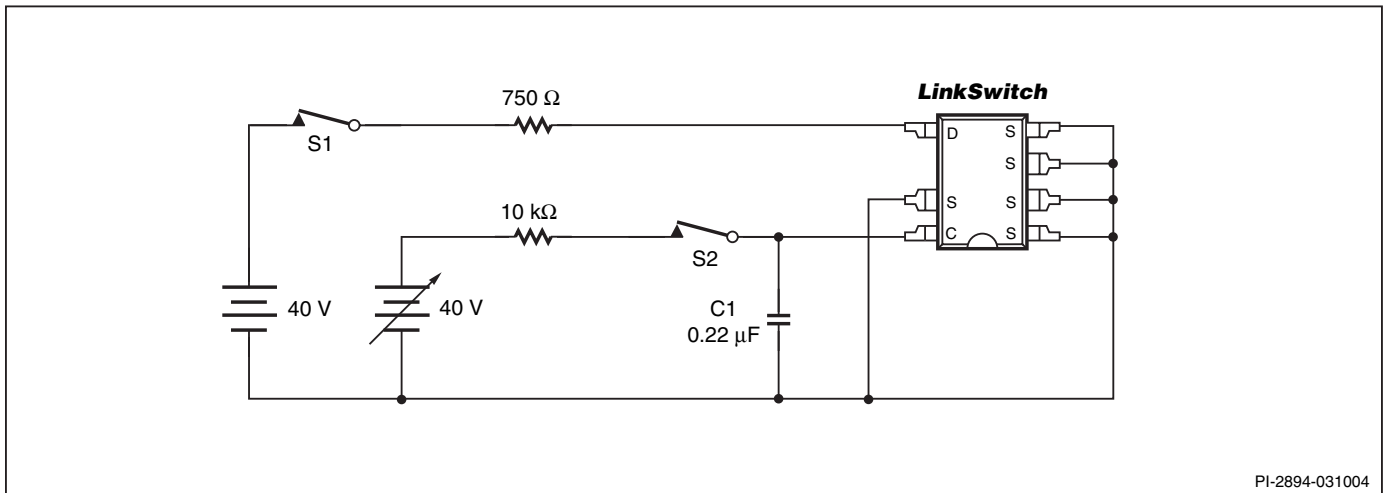 LinkSwitch
750 Ω
S1
D
S
S
S
S
10 kΩ
S2
C
S
40 V
40 V
C1
0.22 μF
PI-2894-031004